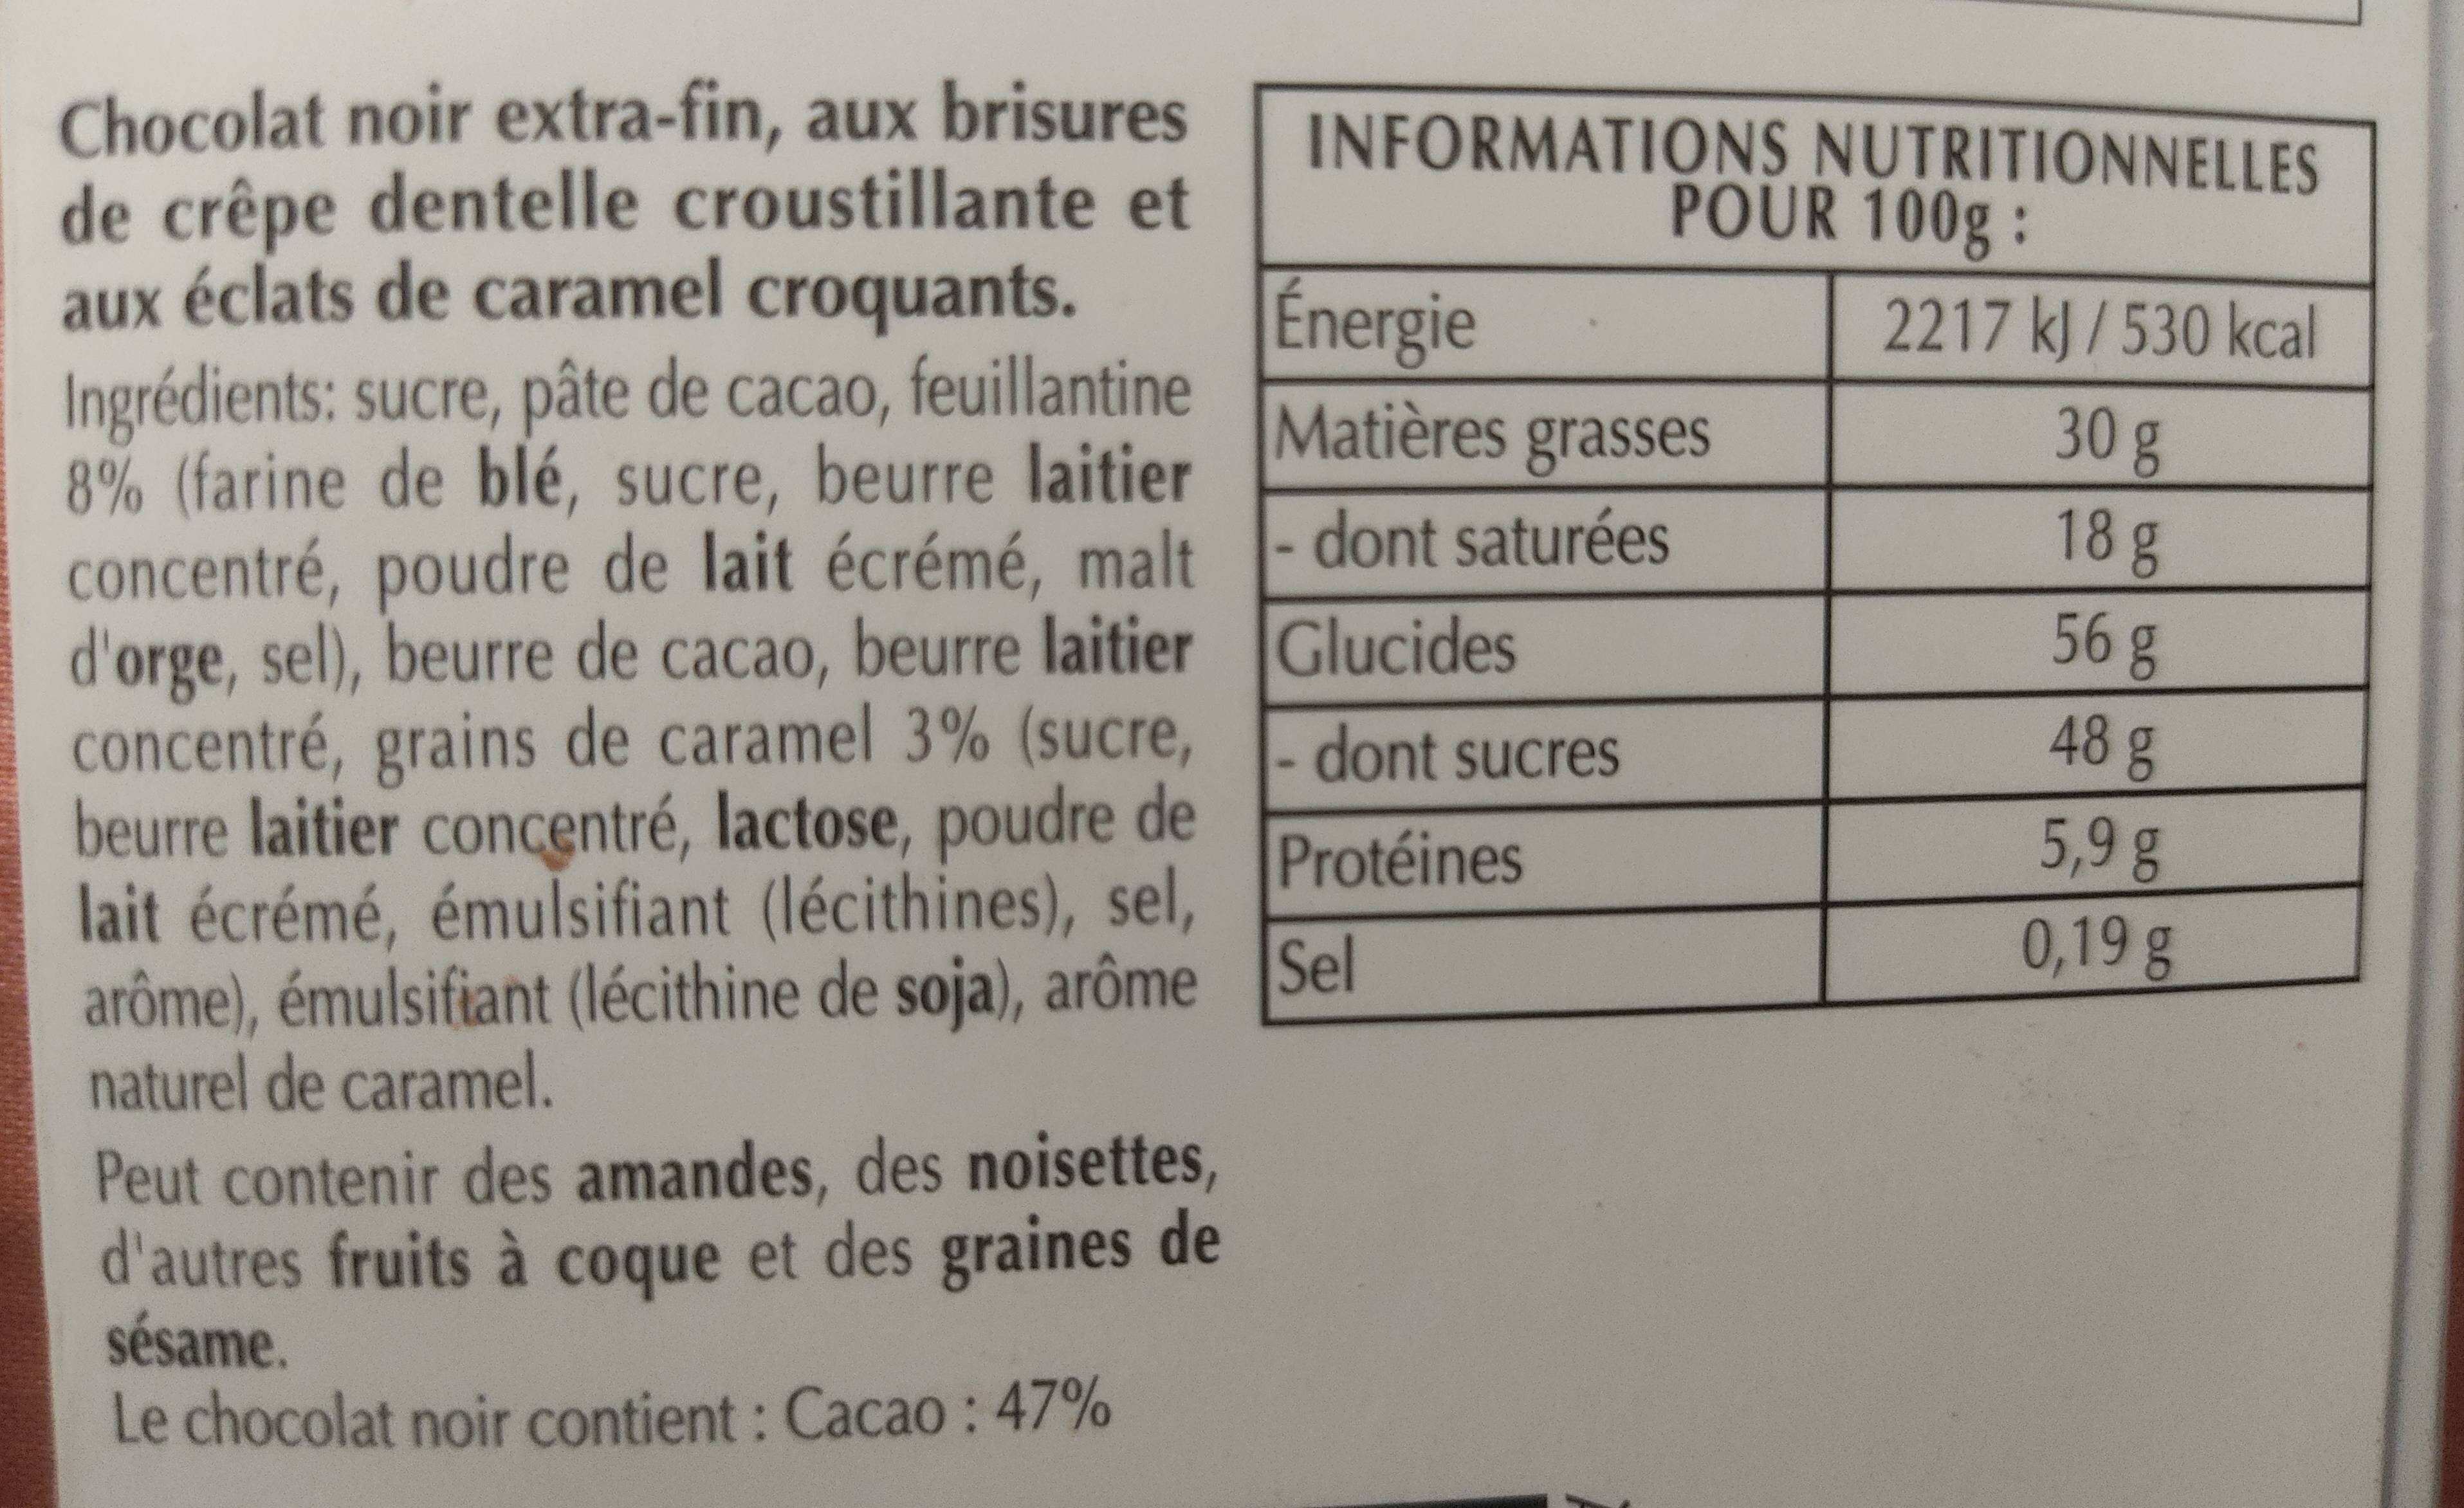 Chocolat noir extra-fin, aux brisures
de crêpe dentelle croustillante et
aux éclats de caramel croquants.
Ingrédients: sucre, pâte de cacao, feuillantine
8% (farine de blé, sucre, beurre laitier
concentré, poudre de lait écrémé, malt
d'orge, sel), beurre de cacao, beurre laitier
concentré, grains de caramel 3% (sucre,
beurre laitier concentré, lactose, poudre de
lait écrémé, émulsifiant (lécithines), sel,
arôme), émulsifiant (lécithine de soja), arôme
naturel de caramel.
Peut contenir des amandes, des noisettes,
d'autres fruits à coque et des graines de
sésame.
Le chocolat noir contient : Cacao : 47%
INFORMATIONS NUTRITIONNELLES
POUR 100g :
Énergie 2217 kJ / 530 kcal
Matières grasses 30 g
- dont saturées 18 g
Glucides 56 g
- dont sucres 48 g
Protéines 5,9 g
Sel 0,19 g